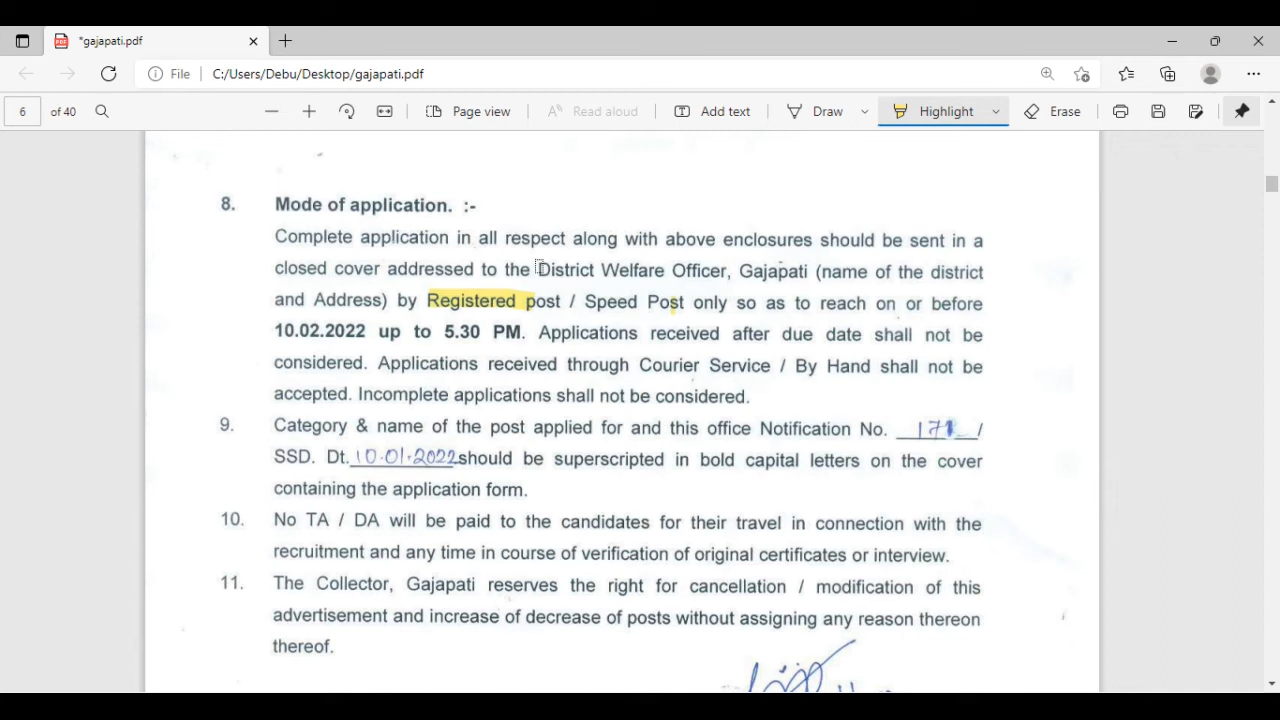 *gajapati.pdf
File C:/Users/Debu/Desktop/gajapati.pdf
6 of 40 Page view Read aloud Add text Draw Highlight Erase
8. Mode of application. :-
Complete application in all respect along with above enclosures should be sent in a
closed cover addressed to the District Welfare Officer, Gajapati (name of the district
and Address) by Registered post / Speed Post only so as to reach on or before
10.02.2022 up to 5.30 PM. Applications received after due date shall not be
considered. Applications received through Courier Service / By Hand shall not be
accepted. Incomplete applications shall not be considered.
9. Category & name of the post applied for and this office Notification No. 171 /
SSD. Dt. 10.01.2022 should be superscripted in bold capital letters on the cover
containing the application form.
10. No TA / DA will be paid to the candidates for their travel in connection with the
recruitment and any time in course of verification of original certificates or interview.
11. The Collector, Gajapati reserves the right for cancellation / modification of this
advertisement and increase of decrease of posts without assigning any reason thereon
thereof.